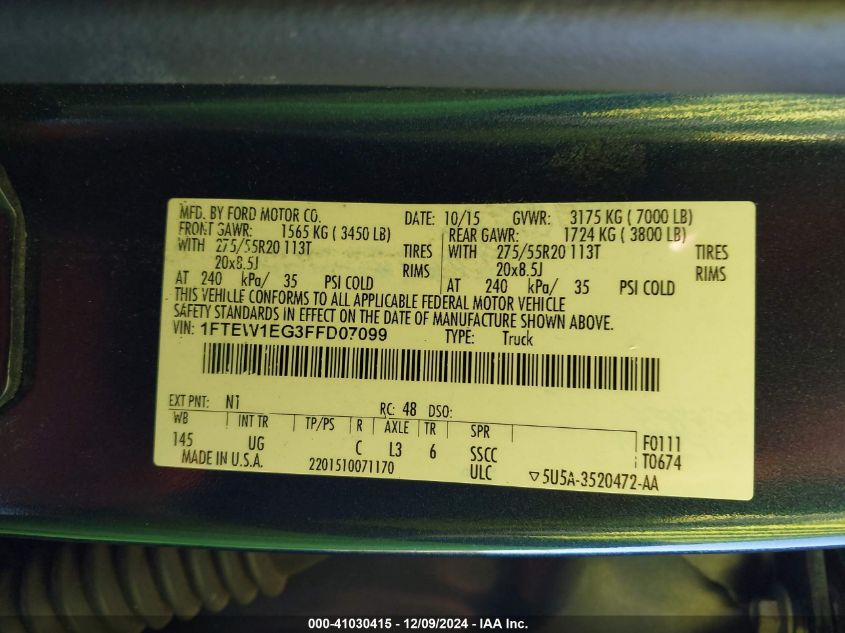 MFD. BY FORD MOTOR CO. DATE: 10/15 GVWR: 3175 KG ( 7000 LB)
FRONT GAWR: 1565 KG ( 3450 LB) REAR GAWR: 1724 KG ( 3800 LB)
WITH 275/55R20 113T TIRES WITH 275/55R20 113T TIRES
20x8.5J RIMS 20x8.5J RIMS
AT 240 kPa/ 35 PSI COLD AT 240 kPa/ 35 PSI COLD
THIS VEHICLE CONFORMS TO ALL APPLICABLE FEDERAL MOTOR VEHICLE
SAFETY STANDARDS IN EFFECT ON THE DATE OF MANUFACTURE SHOWN ABOVE.
VIN: 1FTEW1EG3FFD07099 TYPE: Truck
EXT PNT: N1 RC: 48 DSO:
WB INT TR TP/PS R AXLE TR SPR F0111
145 UG C L3 6 SSCC T0674
MADE IN U.S.A. 2201510071170 ULC ▽5U5A-3520472-AA
000-41030415 - 12/09/2024 - IAA Inc.